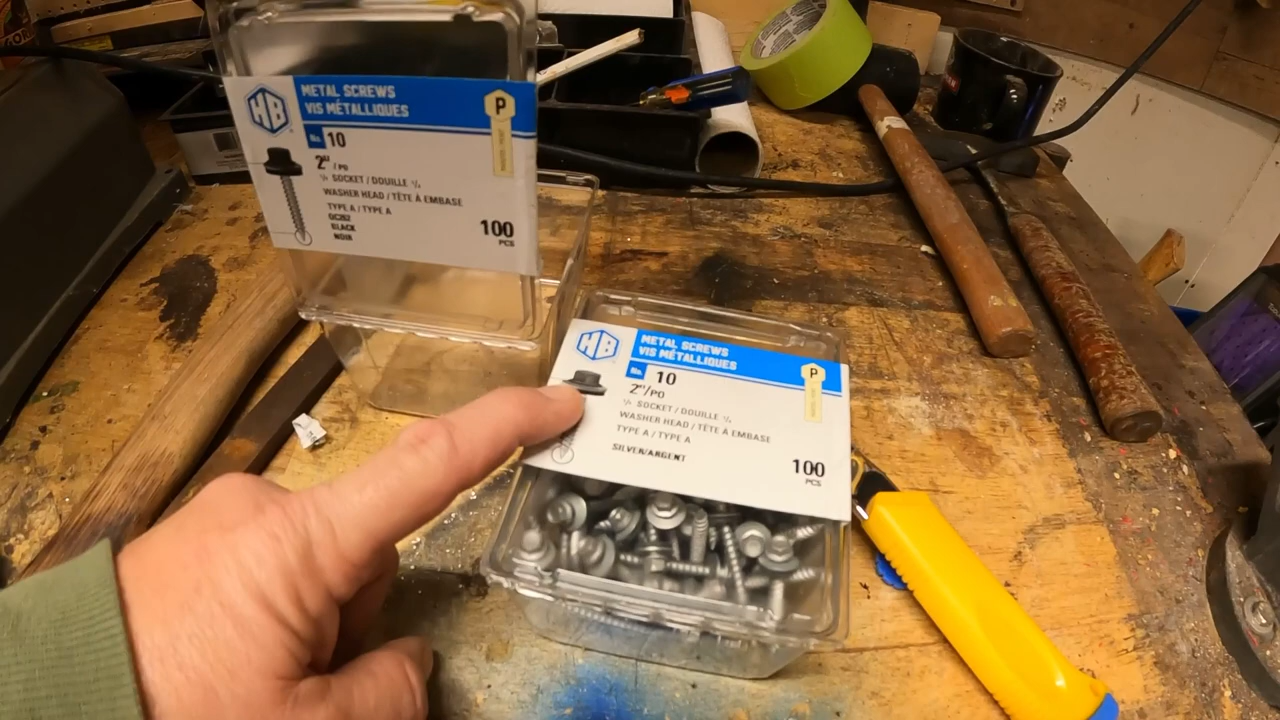 HB
METAL SCREWS
VIS MÉTALLIQUES
No. 10
2" / PO
¼ SOCKET / DOUILLE ¼
WASHER HEAD / TÊTE À EMBASE
TYPE A / TYPE A
BLACK
NOIR
100
PCS
P
HB
METAL SCREWS
VIS MÉTALLIQUES
No. 10
2"/PO
¼ SOCKET / DOUILLE ¼
WASHER HEAD / TÊTE À EMBASE
TYPE A / TYPE A
SILVER/ARGENT
100
PCS
P